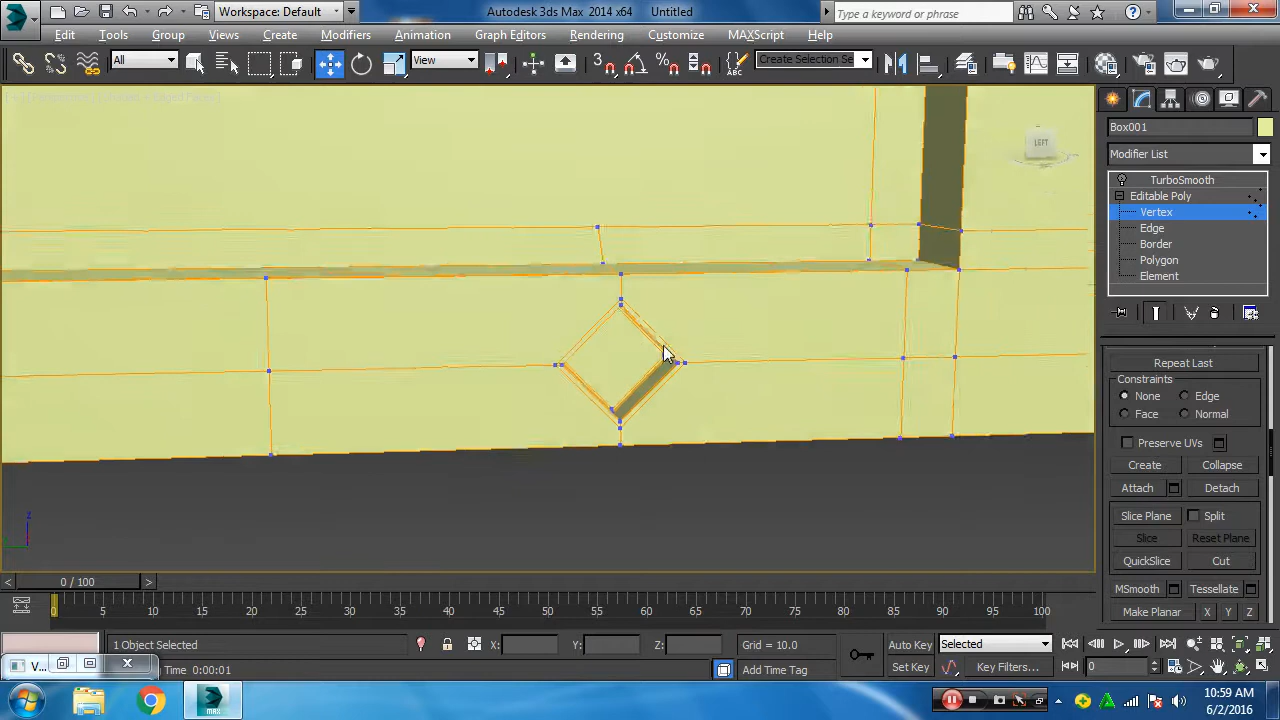 Workspace: Default
Autodesk 3ds Max 2014 x64 Untitled
Type a keyword or phrase
Edit Tools Group Views Create Modifiers Animation Graph Editors Rendering Customize MAXScript Help
All View 3 Create Selection Se
LEFT
Box001
Modifier List
TurboSmooth
Editable Poly
Vertex
Edge
Border
Polygon
Element
Repeat Last
Constraints
None Edge
Face Normal
Preserve UVs
Create Collapse
Attach Detach
Slice Plane Split
Slice Reset Plane
QuickSlice Cut
MSmooth Tessellate
Make Planar X Y Z
z
0 / 100
0 5 10 15 20 25 30 35 40 45 50 55 60 65 70 75 80 85 90 95 100
1 Object Selected X: Y: Z: Grid = 10.0 Auto Key Selected
V... Time 0:00:01 Add Time Tag Set Key Key Filters... 0
MAX
10:59 AM
6/2/2016